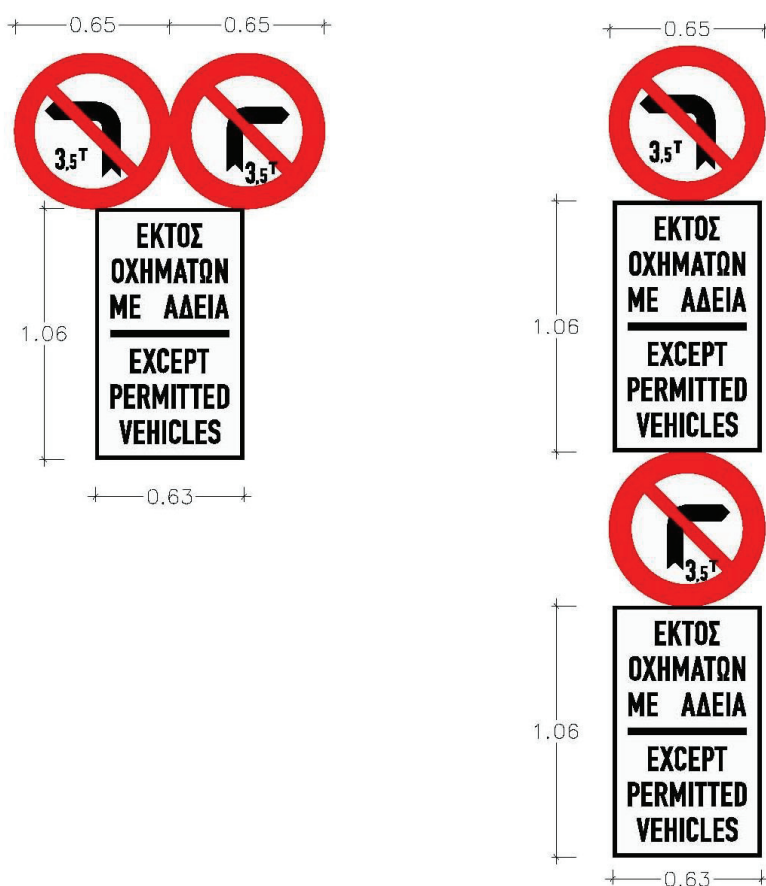 0.65
0.65
3,5T
3,5T
1.06
ΕΚΤΟΣ
ΟΧΗΜΑΤΩΝ
ΜΕ ΑΔΕΙΑ
EXCEPT
PERMITTED
VEHICLES
0.63
0.65
3,5T
1.06
ΕΚΤΟΣ
ΟΧΗΜΑΤΩΝ
ΜΕ ΑΔΕΙΑ
EXCEPT
PERMITTED
VEHICLES
3,5T
1.06
ΕΚΤΟΣ
ΟΧΗΜΑΤΩΝ
ΜΕ ΑΔΕΙΑ
EXCEPT
PERMITTED
VEHICLES
0.63